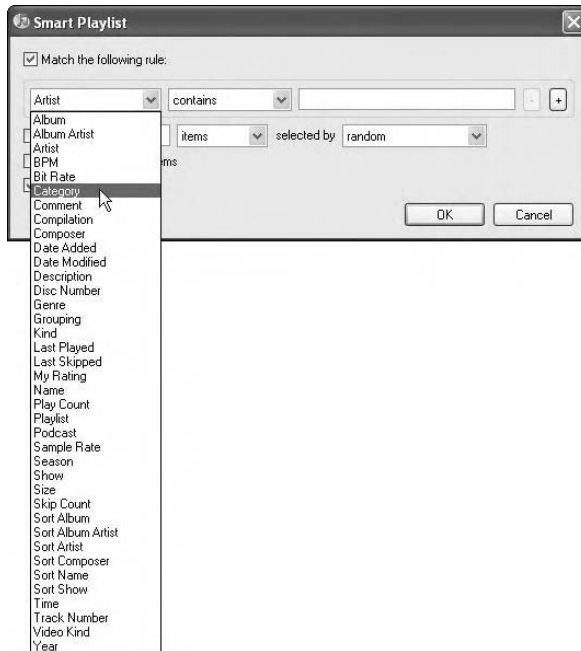 Smart Playlist
Match the following rule:
Artist contains - +
items selected by random
ms
OK Cancel
Album
Album Artist
Artist
BPM
Bit Rate
Category
Comment
Compilation
Composer
Date Added
Date Modified
Description
Disc Number
Genre
Grouping
Kind
Last Played
Last Skipped
My Rating
Name
Play Count
Playlist
Podcast
Sample Rate
Season
Show
Size
Skip Count
Sort Album
Sort Album Artist
Sort Artist
Sort Composer
Sort Name
Sort Show
Time
Track Number
Video Kind
Year